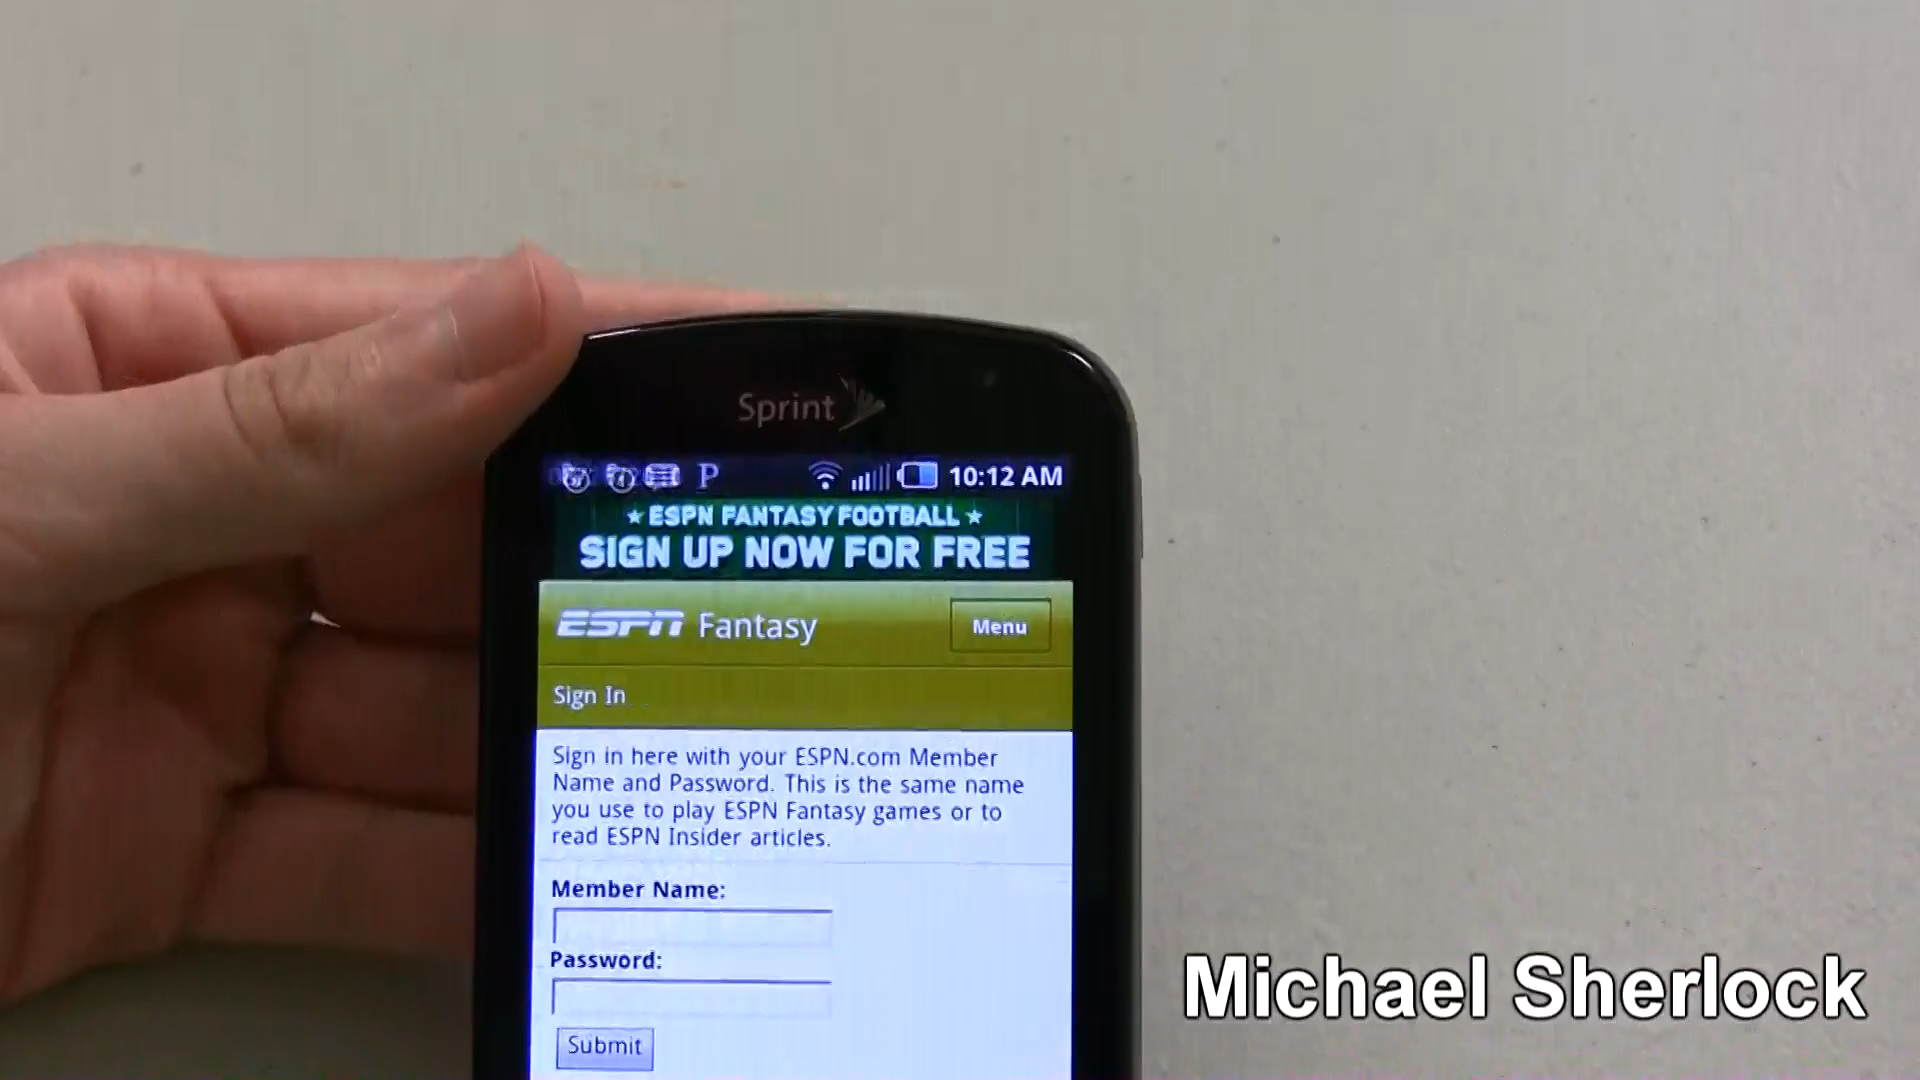 Sprint
P
10:12 AM
ESPN FANTASY FOOTBALL
SIGN UP NOW FOR FREE
ESPN Fantasy
Menu
Sign In
Sign in here with your ESPN.com Member
Name and Password. This is the same name
you use to play ESPN Fantasy games or to
read ESPN Insider articles.
Member Name:
Password:
Submit
Michael Sherlock